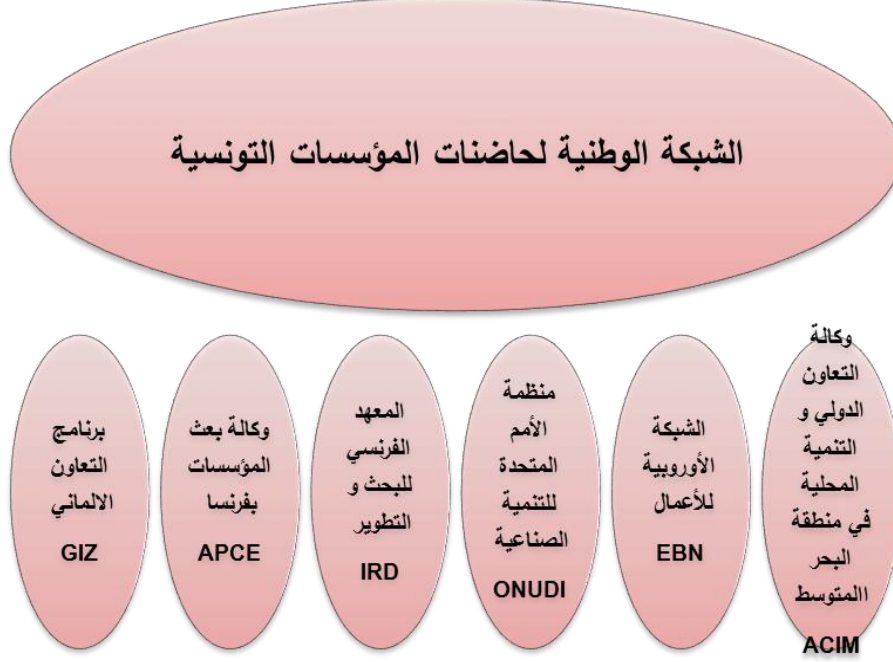 الشبكة الوطنية لحاضنات المؤسسات التونسية
وكالة
التعاون
الدولي و
التنمية
المحلية
في منطقة
البحر
االمتوسط
ACIM
الشبكة
الأوروبية
للأعمال
EBN
منظمة
الأمم
المتحدة
للتنمية
الصناعية
ONUDI
المعهد
الفرنسي
للبحث و
التطوير
IRD
وكالة بعث
المؤسسات
بفرنسا
APCE
برنامج
التعاون
الالماني
GIZ